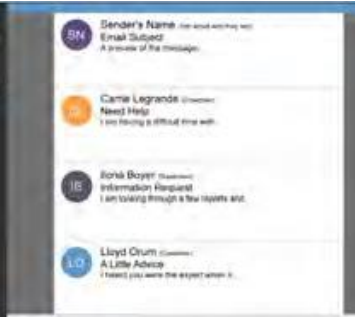 SN
Sender's Name
Email Subject
A preview of the message.
CL
Carrie Legrande (Coworker)
Need Help
I am having a difficult time with
IB
Ilona Boyer
Information Request
I am looking through a few reports and
LO
Lloyd Orum (Coworker)
A Little Advice
I heard you were the expert when it